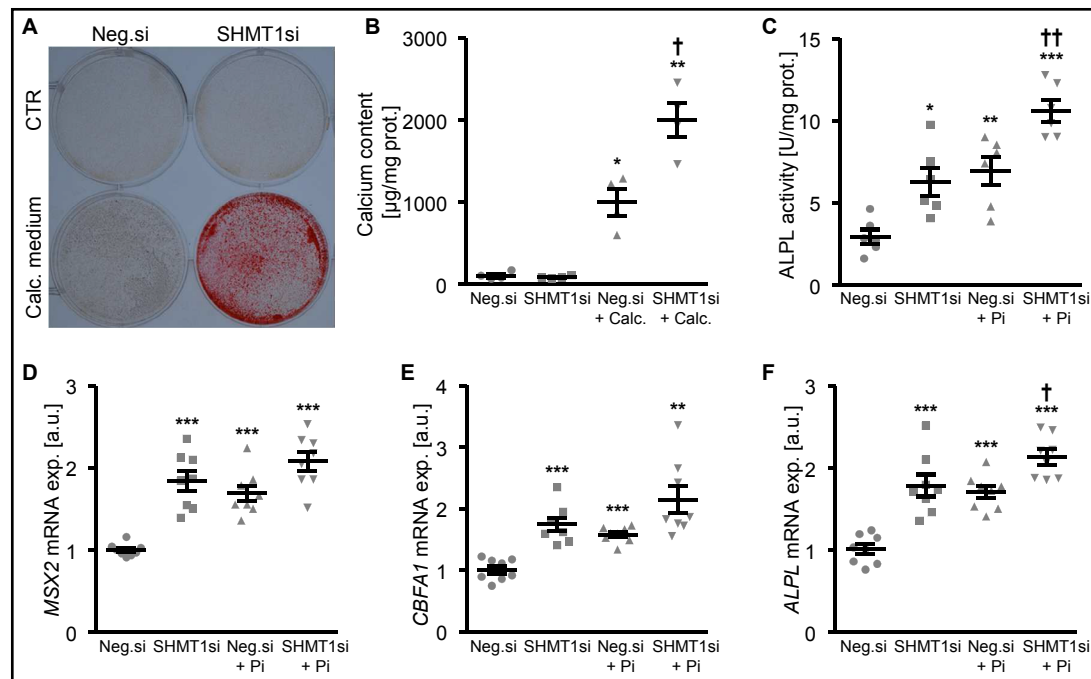 A
Neg.si SHMT1si
CTR
Calc. medium
B
Calcium content
[µg/mg prot.]
3000
2000
1000
0
*
**
†
Neg.si SHMT1si Neg.si + Calc. SHMT1si + Calc.
C
ALPL activity [U/mg prot.]
15
10
5
0
*
**
***
††
Neg.si SHMT1si Neg.si + Pi SHMT1si + Pi
D
MSX2 mRNA exp. [a.u.]
3
2
1
0
***
***
***
Neg.si SHMT1si Neg.si + Pi SHMT1si + Pi
E
CBFA1 mRNA exp. [a.u.]
4
3
2
1
0
***
***
**
Neg.si SHMT1si Neg.si + Pi SHMT1si + Pi
F
ALPL mRNA exp. [a.u.]
3
2
1
0
***
***
***
†
Neg.si SHMT1si Neg.si + Pi SHMT1si + Pi